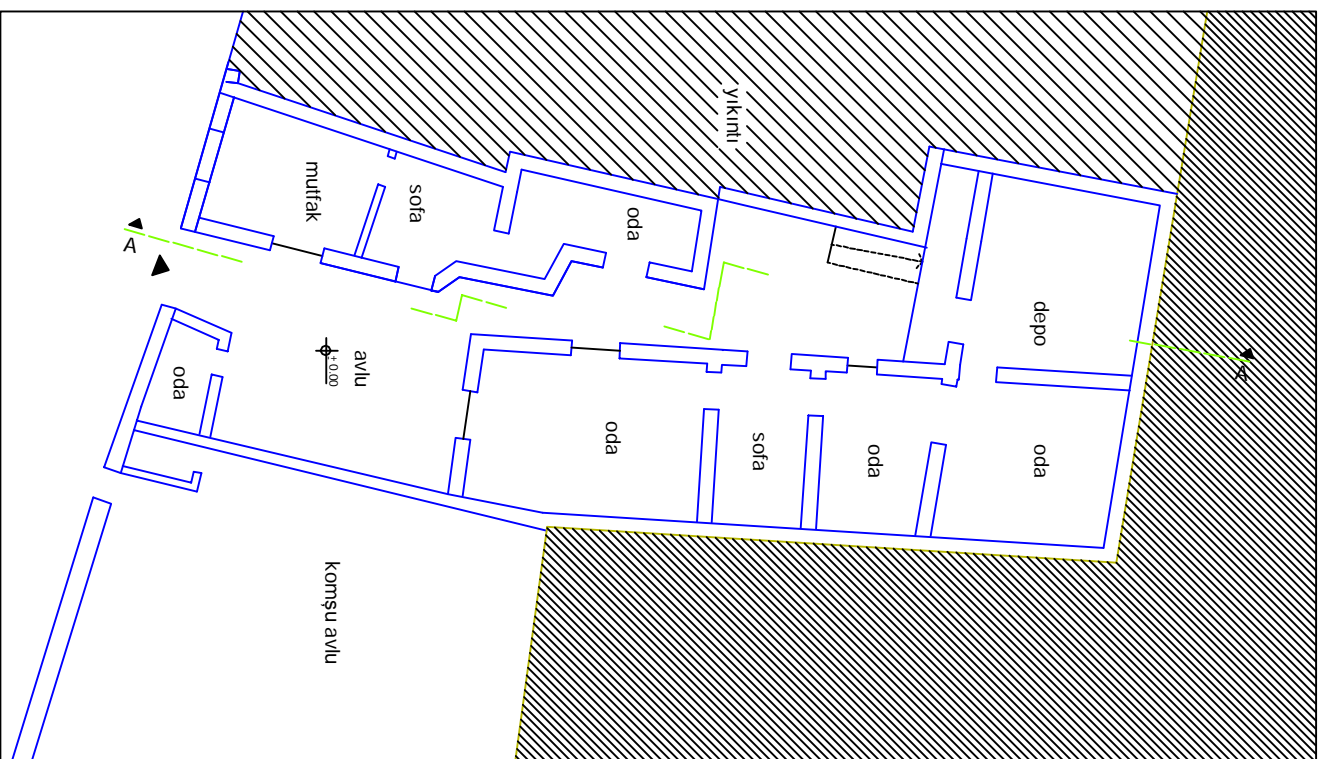 yıkıntı
mutfak
sofa
oda
A
depo
A
avlu
± 0.00
oda
oda
sofa
oda
oda
komşu avlu